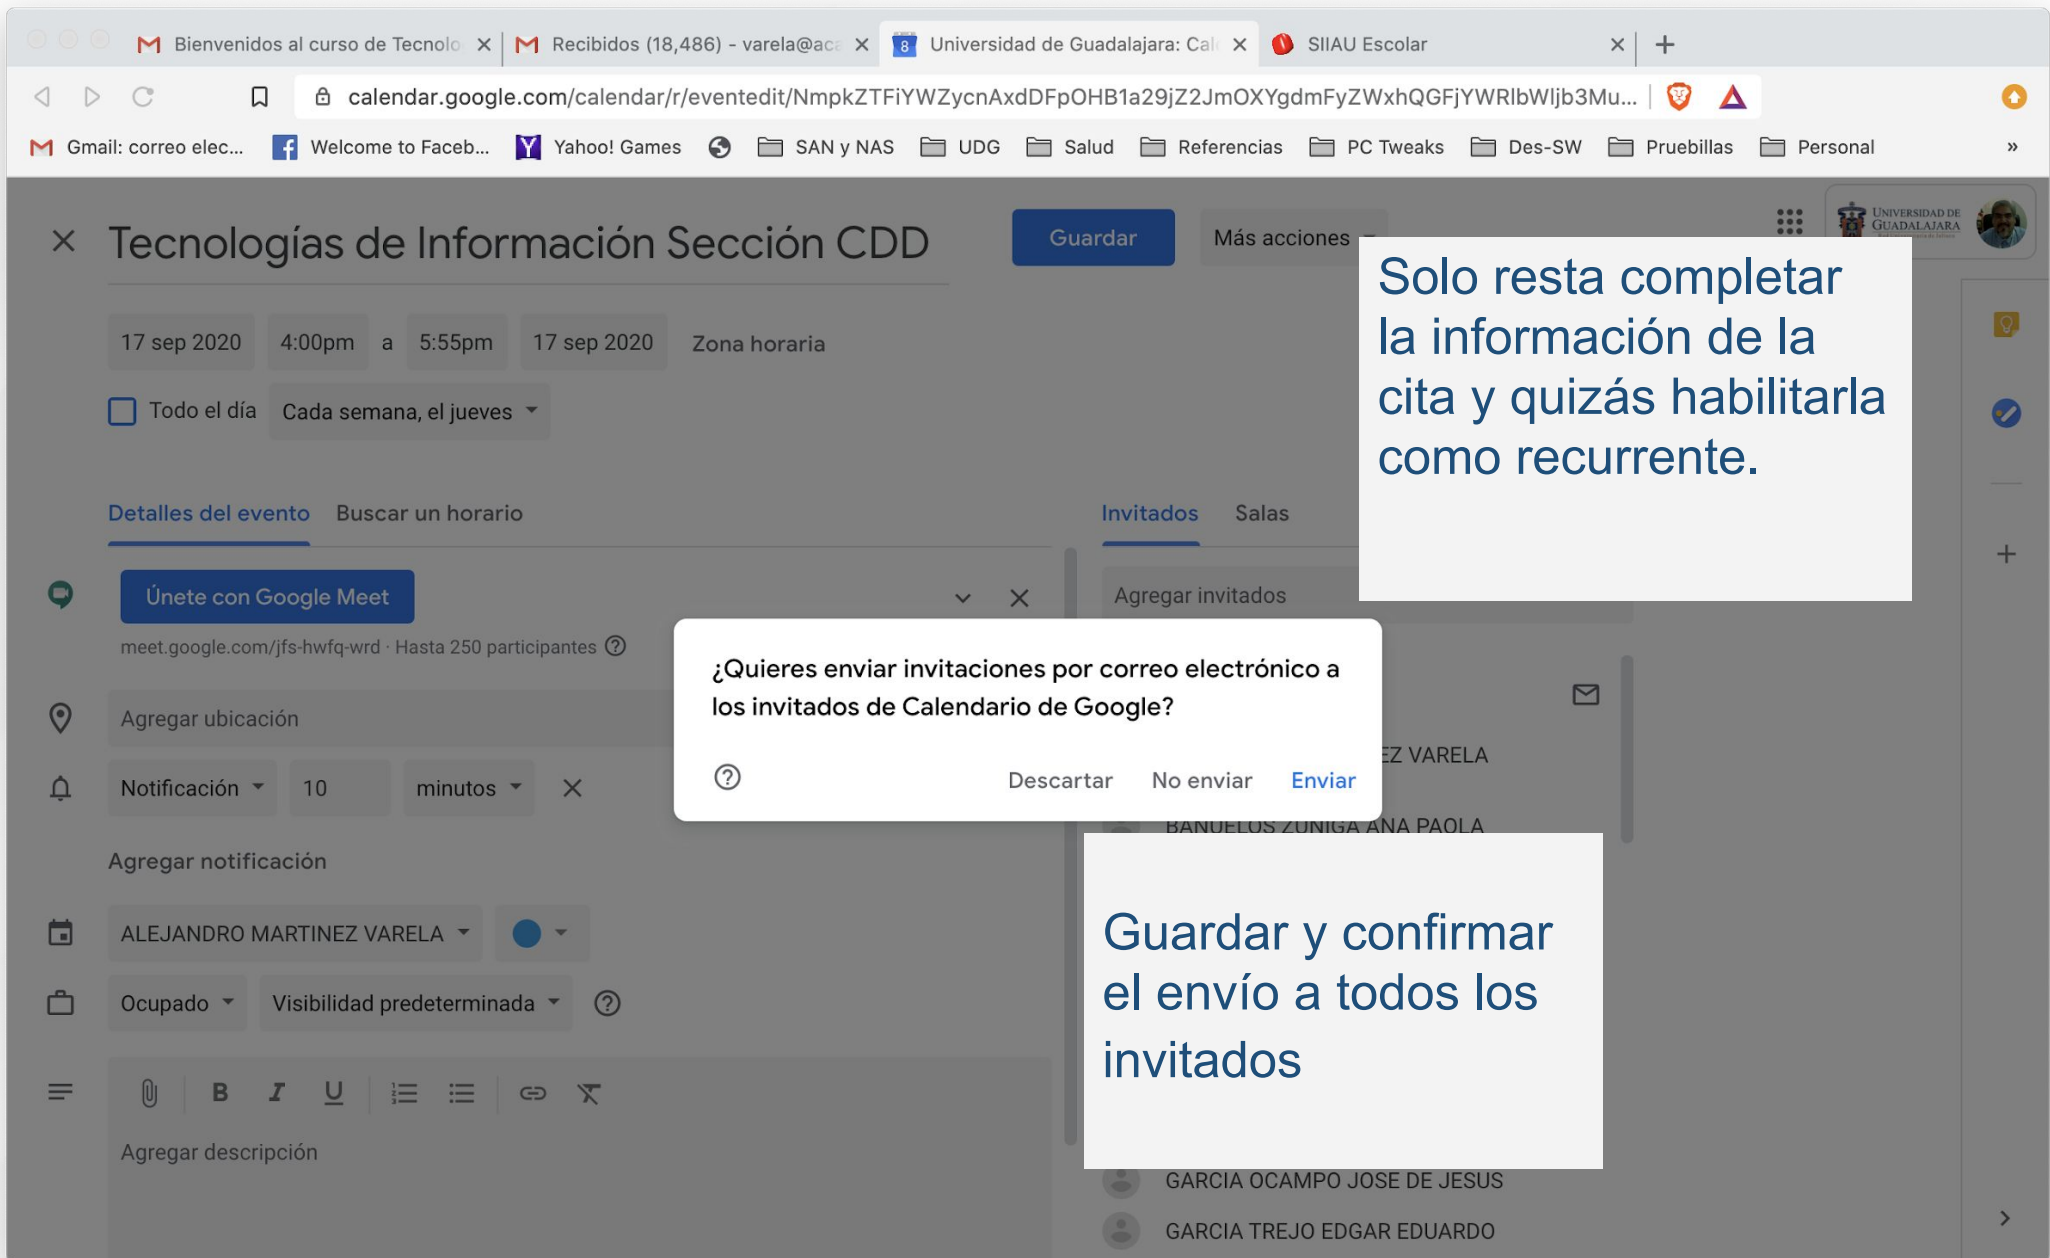 Bienvenidos al curso de Tecnolo
Recibidos (18,486) - varela@aca
Universidad de Guadalajara: Cal
SIIAU Escolar
calendar.google.com/calendar/r/eventedit/NmpkZTFiYWZycnAxdDFpOHB1a29jZ2JmOXYgdmFyZWxhQGFjYWRlbWljb3Mu...
Gmail: correo elec...
Welcome to Faceb...
Yahoo! Games
SAN y NAS
UDG
Salud
Referencias
PC Tweaks
Des-SW
Pruebillas
Personal
»
Tecnologías de Información Sección CDD
Guardar
Más acciones
UNIVERSIDAD DE
GUADALAJARA
Solo resta completar
la información de la
cita y quizás habilitarla
como recurrente.
17 sep 2020 4:00pm a 5:55pm 17 sep 2020 Zona horaria
Todo el día Cada semana, el jueves
Detalles del evento Buscar un horario
Invitados Salas
Únete con Google Meet
Agregar invitados
meet.google.com/jfs-hwfq-wrd · Hasta 250 participantes
¿Quieres enviar invitaciones por correo electrónico a
los invitados de Calendario de Google?
Descartar No enviar Enviar
Agregar ubicación
EZ VARELA
Notificación 10 minutos
BAÑUELOS ZUÑIGA ANA PAOLA
Agregar notificación
ALEJANDRO MARTINEZ VARELA
Guardar y confirmar
el envío a todos los
invitados
Ocupado Visibilidad predeterminada
B I U
Agregar descripción
GARCIA OCAMPO JOSE DE JESUS
GARCIA TREJO EDGAR EDUARDO